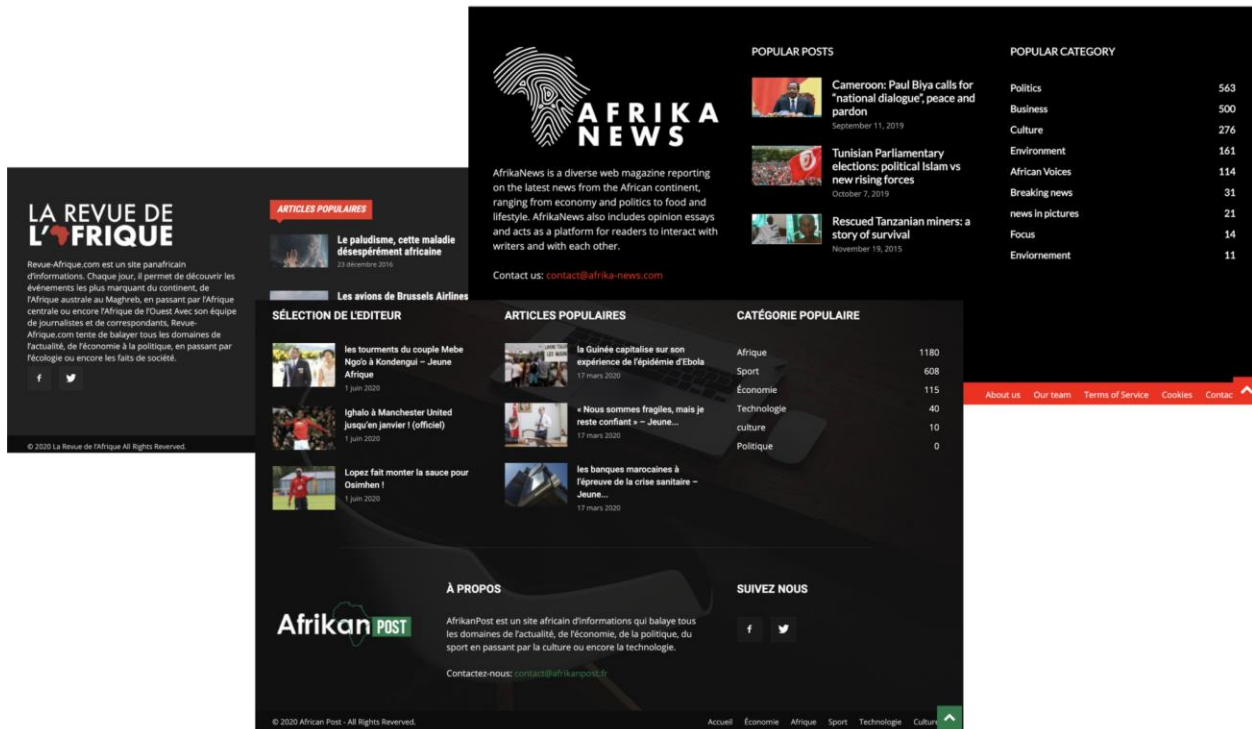 LA REVUE DE
L'FRIQUE
Revue-Afrique.com est un site panafricain
d'informations. Chaque jour, il permet de découvrir les
événements les plus marquant du continent, de
l'Afrique australe au Maghreb, en passant par l'Afrique
centrale ou encore l'Afrique de l'Ouest Avec son équipe
de journalistes et de correspondants, Revue-
Afrique.com tente de balayer tous les domaines de
l'actualité, de l'économie à la politique, en passant par
l'écologie ou encore les faits de société.
© 2020 La Revue de l'Afrique All Rights Reverved.
ARTICLES POPULAIRES
Le paludisme, cette maladie
désespérément africaine
23 décembre 2016
Les avions de Brussels Airlines
AFRIKA
NEWS
AfrikaNews is a diverse web magazine reporting
on the latest news from the African continent,
ranging from economy and politics to food and
lifestyle. AfrikaNews also includes opinion essays
and acts as a platform for readers to interact with
writers and with each other.
Contact us: contact@afrika-news.com
POPULAR POSTS
Cameroon: Paul Biya calls for
"national dialogue", peace and
pardon
September 11, 2019
Tunisian Parliamentary
elections: political Islam vs
new rising forces
October 7, 2019
Rescued Tanzanian miners: a
story of survival
November 19, 2015
POPULAR CATEGORY
Politics 563
Business 500
Culture 276
Environment 161
African Voices 114
Breaking news 31
news in pictures 21
Focus 14
Enviornement 11
About us Our team Terms of Service Cookies Contac
SÉLECTION DE L'EDITEUR
les tourments du couple Mebe
Ngo'o à Kondengui – Jeune
Afrique
1 juin 2020
Ighalo à Manchester United
jusqu'en janvier ! (officiel)
1 juin 2020
Lopez fait monter la sauce pour
Osimhen !
1 juin 2020
ARTICLES POPULAIRES
la Guinée capitalise sur son
expérience de l'épidémie d'Ebola
17 mars 2020
« Nous sommes fragiles, mais je
reste confiant » – Jeune...
17 mars 2020
les banques marocaines à
l'épreuve de la crise sanitaire –
Jeune...
17 mars 2020
CATÉGORIE POPULAIRE
Afrique 1180
Sport 608
Économie 115
Technologie 40
culture 10
Politique 0
Afrikan POST
À PROPOS
AfrikanPost est un site africain d'informations qui balaye tous
les domaines de l'actualité, de l'économie, de la politique, du
sport en passant par la culture ou encore la technologie.
Contactez-nous: contact@afrikanpost.fr
SUIVEZ NOUS
© 2020 African Post - All Rights Reserved.
Accueil Économie Afrique Sport Technologie Culture